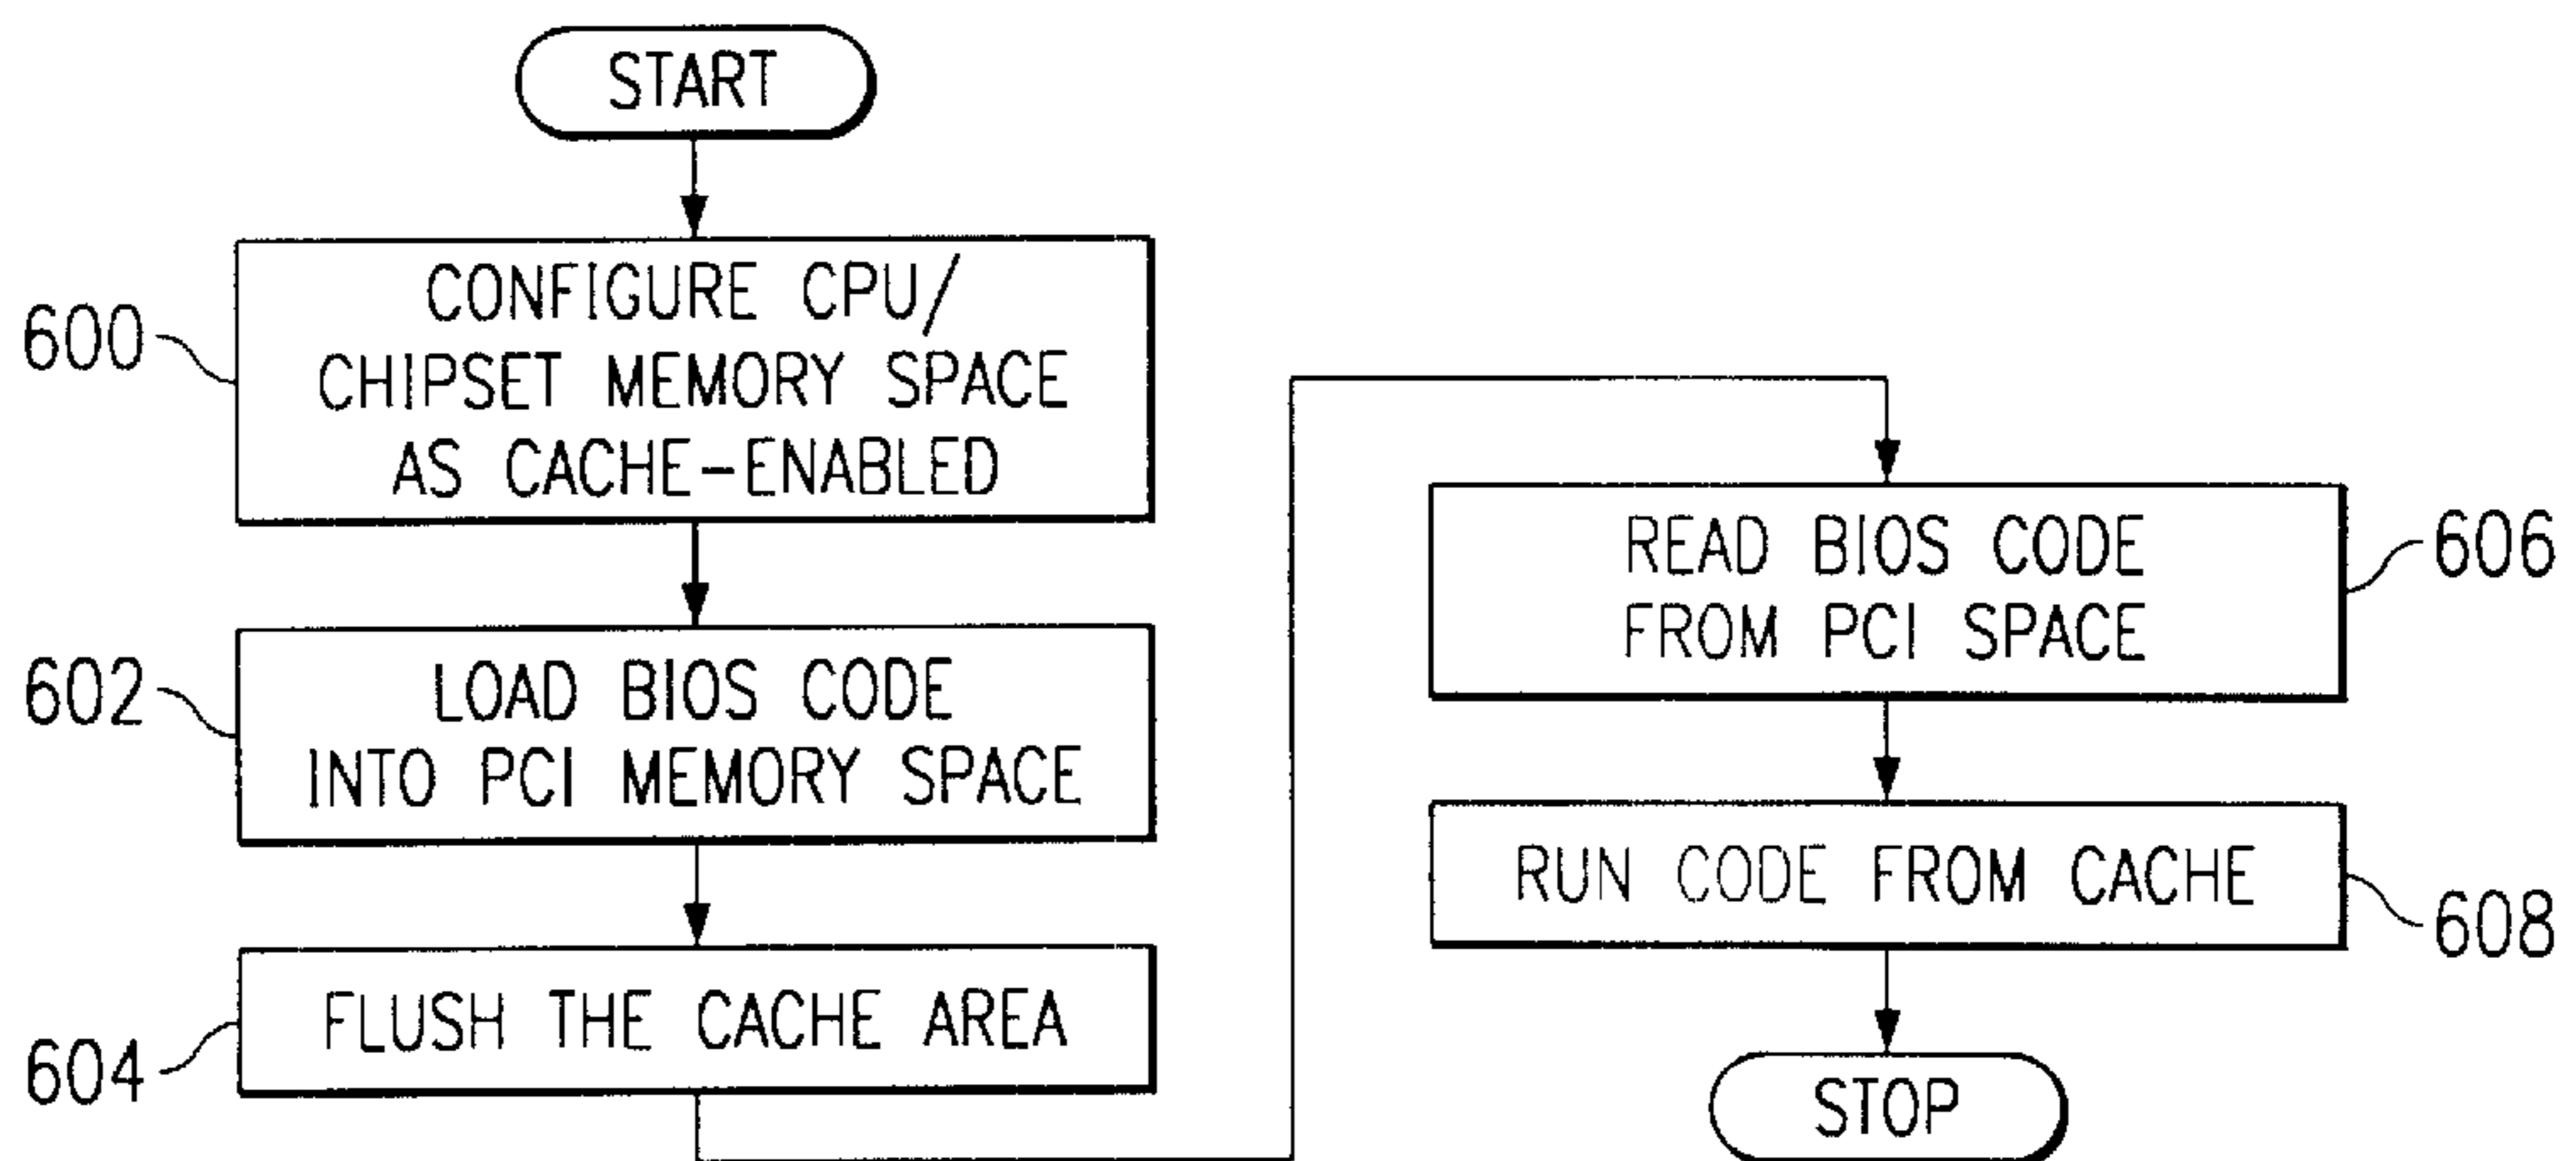 START
600
CONFIGURE CPU/
CHIPSET MEMORY SPACE
AS CACHE-ENABLED
602
LOAD BIOS CODE
INTO PCI MEMORY SPACE
604
FLUSH THE CACHE AREA
READ BIOS CODE
FROM PCI SPACE
606
RUN CODE FROM CACHE
608
STOP